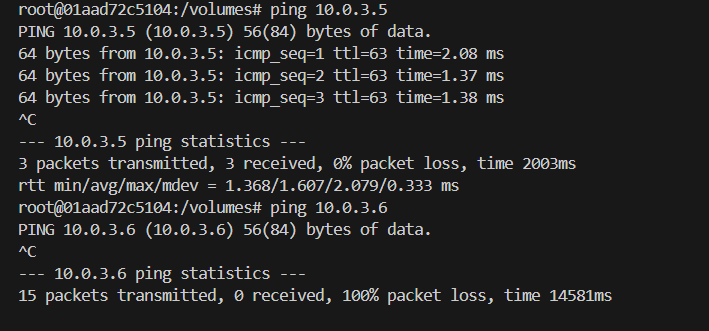 root@01aad72c5104:/volumes# ping 10.0.3.5
PING 10.0.3.5 (10.0.3.5) 56(84) bytes of data.
64 bytes from 10.0.3.5: icmp_seq=1 ttl=63 time=2.08 ms
64 bytes from 10.0.3.5: icmp_seq=2 ttl=63 time=1.37 ms
64 bytes from 10.0.3.5: icmp_seq=3 ttl=63 time=1.38 ms
^C
--- 10.0.3.5 ping statistics ---
3 packets transmitted, 3 received, 0% packet loss, time 2003ms
rtt min/avg/max/mdev = 1.368/1.607/2.079/0.333 ms
root@01aad72c5104:/volumes# ping 10.0.3.6
PING 10.0.3.6 (10.0.3.6) 56(84) bytes of data.
^C
--- 10.0.3.6 ping statistics ---
15 packets transmitted, 0 received, 100% packet loss, time 14581ms